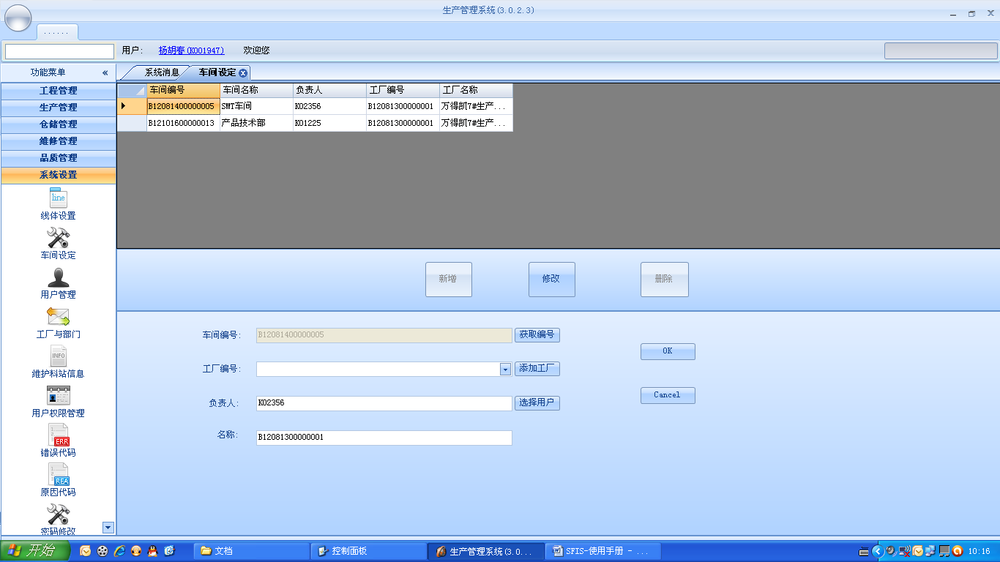 生产管理系统(3.0.2.3)
......
用户: 杨胡春(K001947) 欢迎您
功能菜单 «
系统消息 车间设定
工程管理
生产管理
仓储管理
维修管理
品质管理
系统设置
line
线体设置
车间设定
用户管理
工厂与部门
INFO
维护料站信息
用户权限管理
ERR
错误代码
REA
原因代码
密码修改
车间编号 车间名称 负责人 工厂编号 工厂名称
B12081400000005 SMT车间 K02356 B12081300000001 万得凯7#生产...
B12101600000013 产品技术部 K01225 B12081300000001 万得凯7#生产...
新增 修改 删除
车间编号: B12081400000005 获取编号
工厂编号: 添加工厂
负责人: K02356 选择用户
名称: B12081300000001
OK
Cancel
开始 文档 控制面板 生产管理系统(3.0... SFIS-使用手册 - ... 10:16